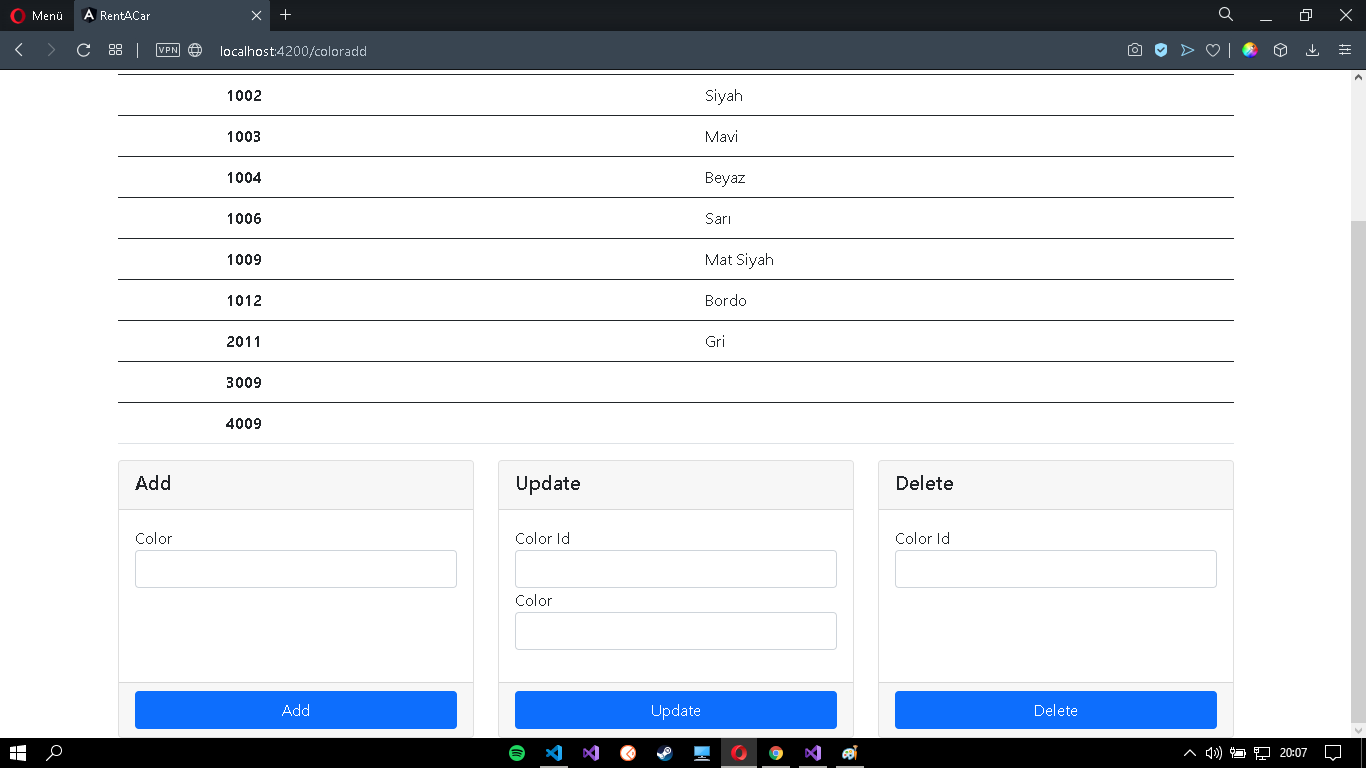 Menü
RentACar
VPN
localhost:4200/coloradd
1002 Siyah
1003 Mavi
1004 Beyaz
1006 Sarı
1009 Mat Siyah
1012 Bordo
2011 Gri
3009
4009
Add Update Delete
Color Color Id Color Id
Color
Add Update Delete
20:07